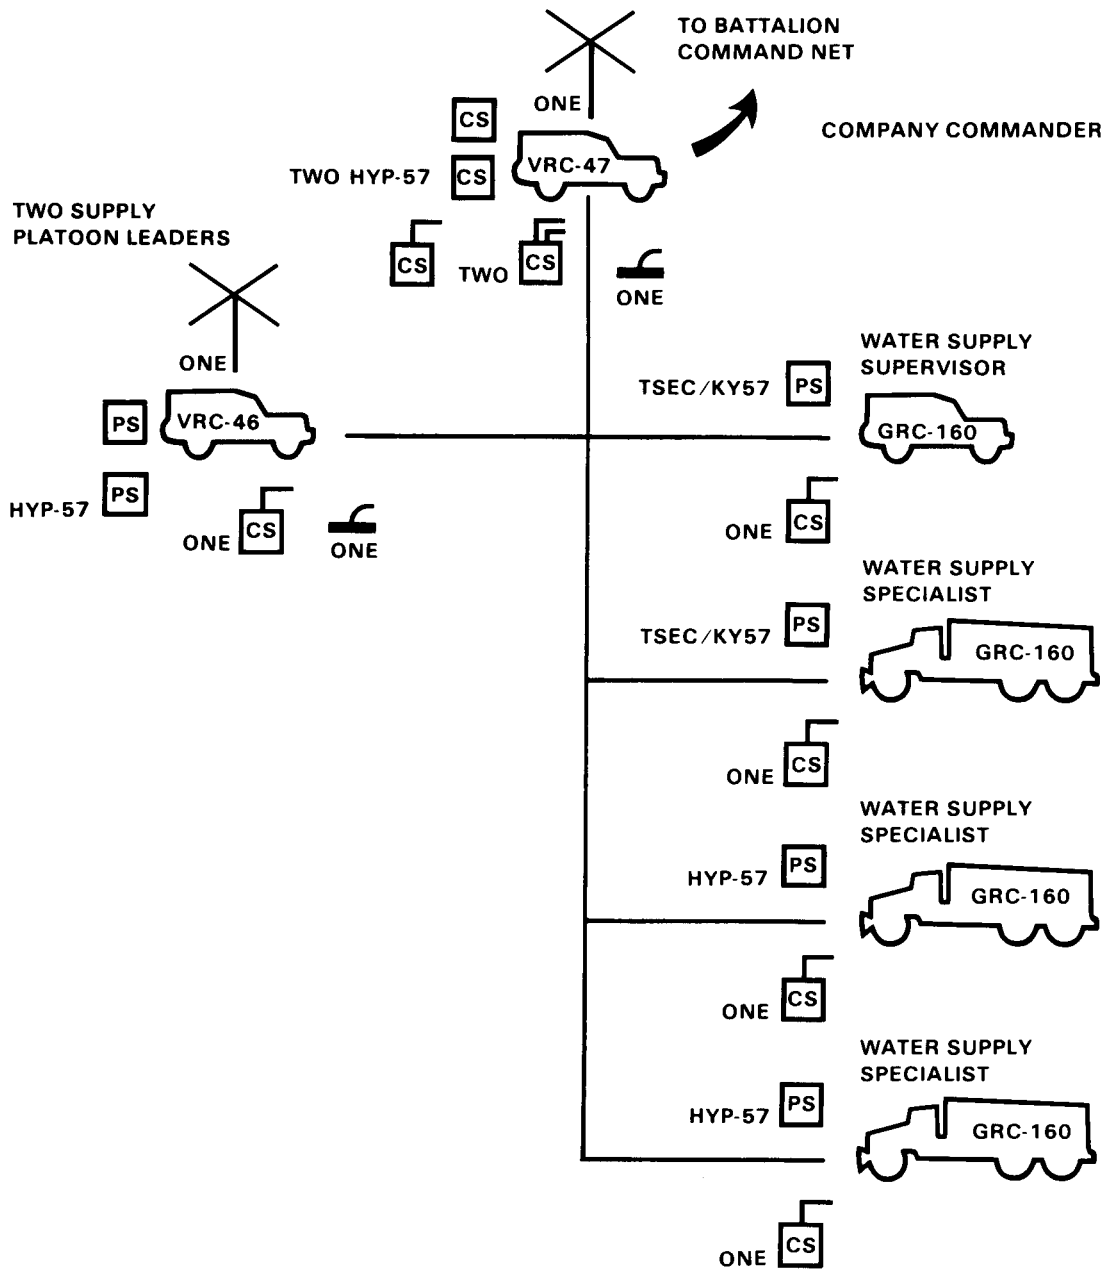 TO BATTALION
COMMAND NET
ONE
CS
COMPANY COMMANDER
VRC-47
TWO HYP-57
CS
TWO SUPPLY
PLATOON LEADERS
CS
TWO
CS
ONE
ONE
WATER SUPPLY
SUPERVISOR
TSEC/KY57
PS
PS
VRC-46
GRC-160
HYP-57
PS
ONE
CS
ONE
ONE
CS
WATER SUPPLY
SPECIALIST
TSEC/KY57
PS
GRC-160
ONE
CS
WATER SUPPLY
SPECIALIST
HYP-57
PS
GRC-160
ONE
CS
WATER SUPPLY
SPECIALIST
HYP-57
PS
GRC-160
ONE
CS